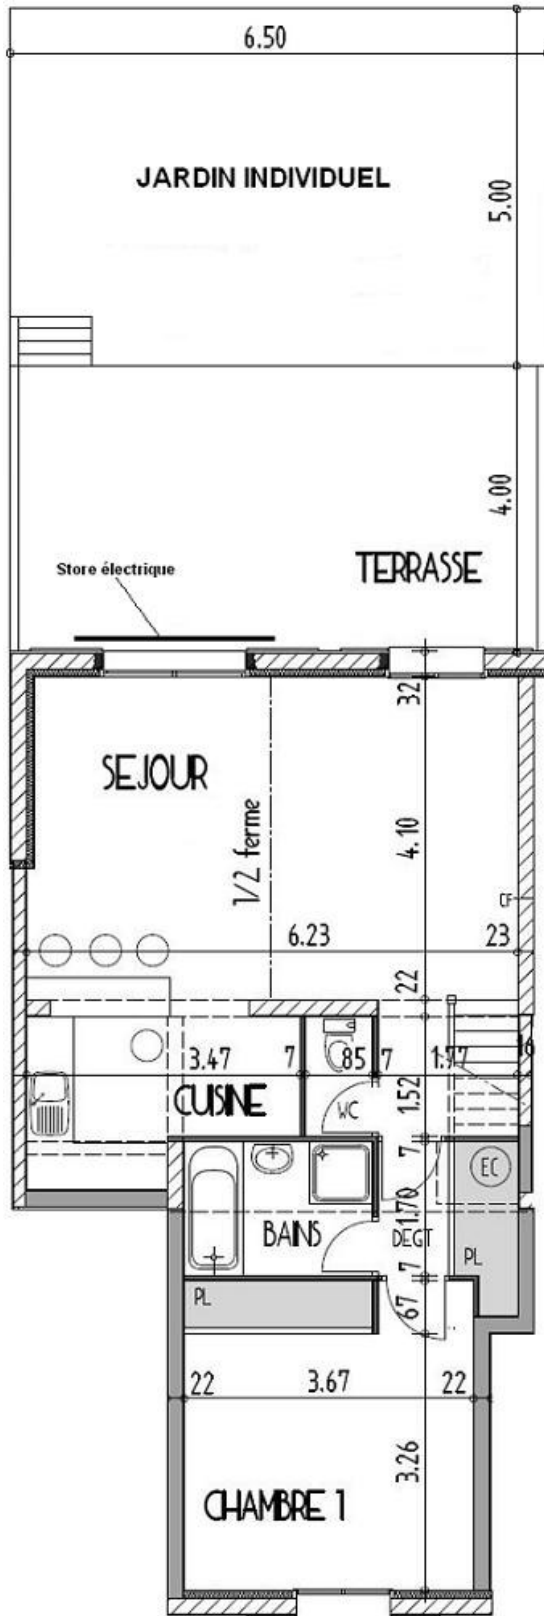 6.50
JARDIN INDIVIDUEL
5.00
4.00
Store électrique
TERRASSE
32
SEJOUR
1/2 ferme
4.10
CF
6.23
23
22
3.47
7
85
7
1.77
CUISINE
WC
1.52
7
EC
BAINS
1.70
DEGT
PL
7
PL
67
22
3.67
22
3.26
CHAMBRE 1